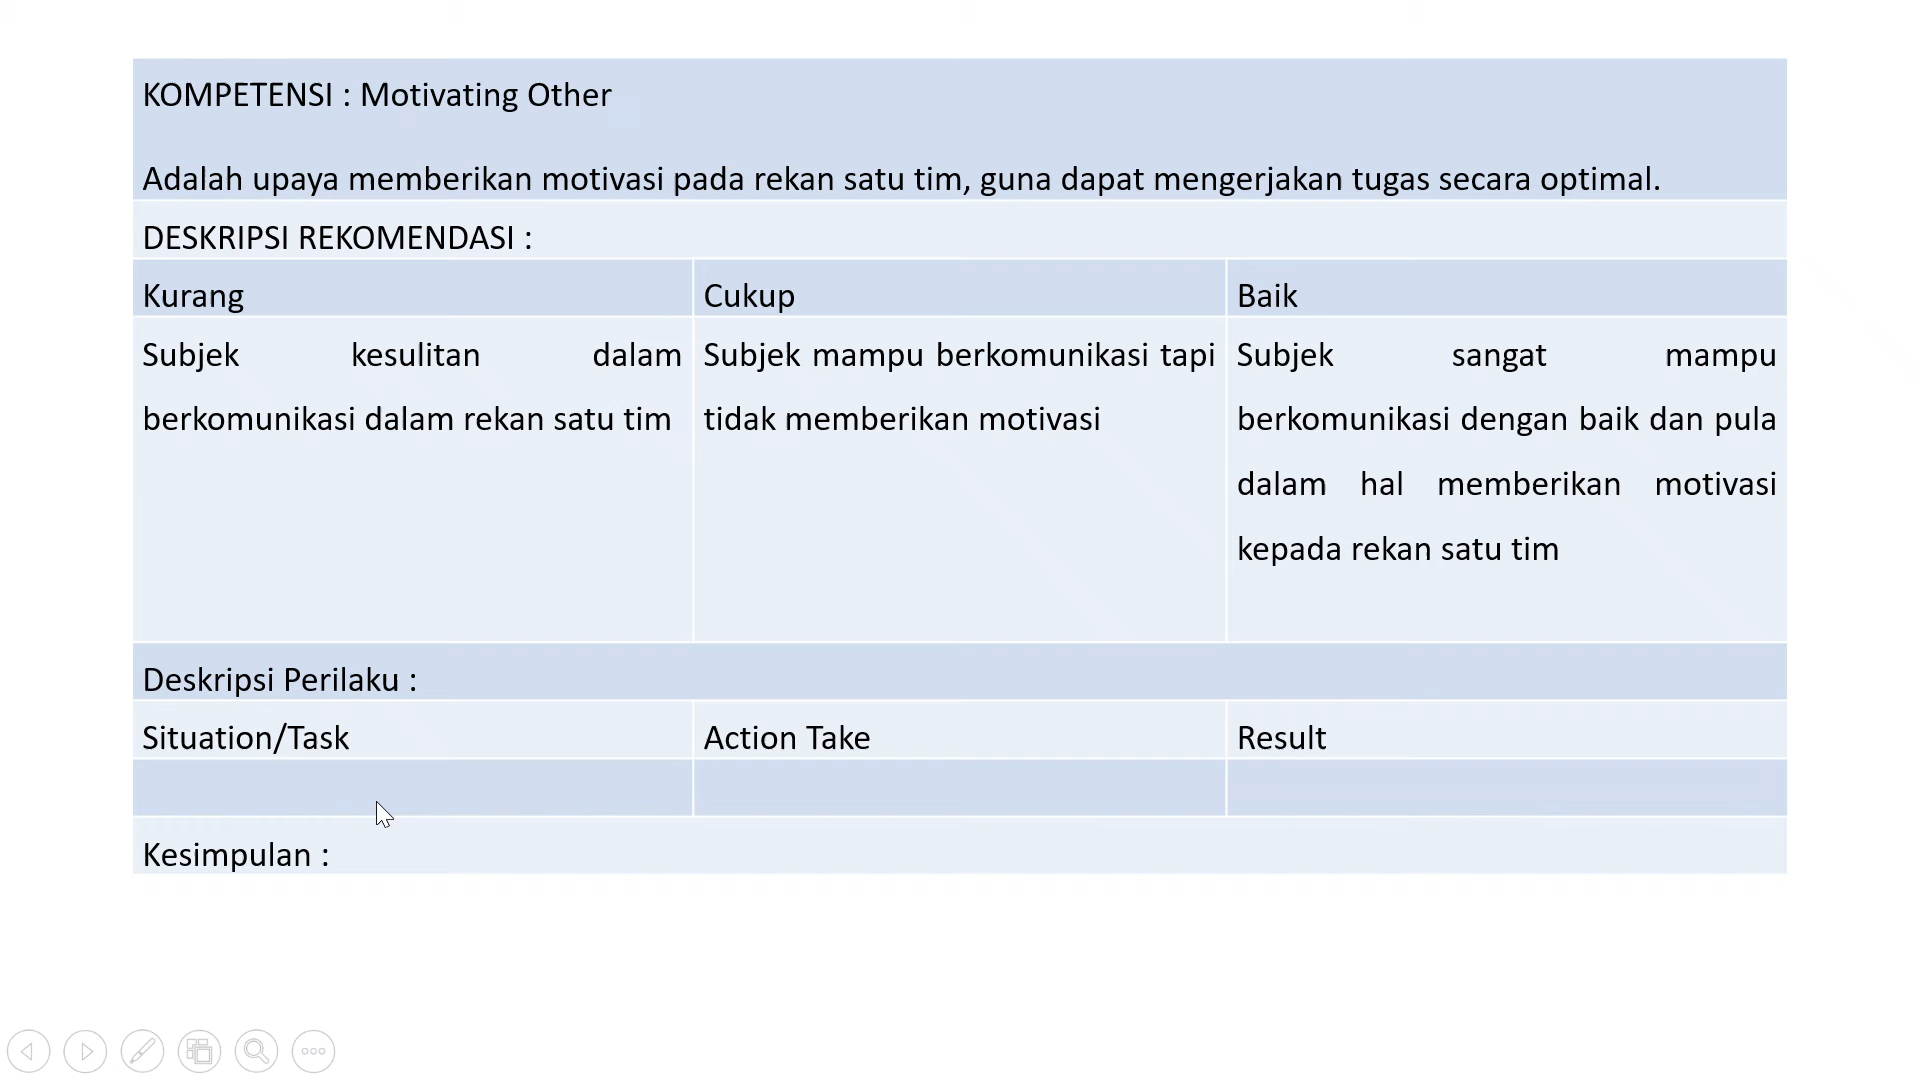 KOMPETENSI : Motivating Other
Adalah upaya memberikan motivasi pada rekan satu tim, guna dapat mengerjakan tugas secara optimal.
DESKRIPSI REKOMENDASI :
Kurang
Cukup
Baik
Subjek kesulitan dalam
berkomunikasi dalam rekan satu tim
Subjek mampu berkomunikasi tapi
tidak memberikan motivasi
Subjek sangat mampu
berkomunikasi dengan baik dan pula
dalam hal memberikan motivasi
kepada rekan satu tim
Deskripsi Perilaku :
Situation/Task
Action Take
Result
Kesimpulan :